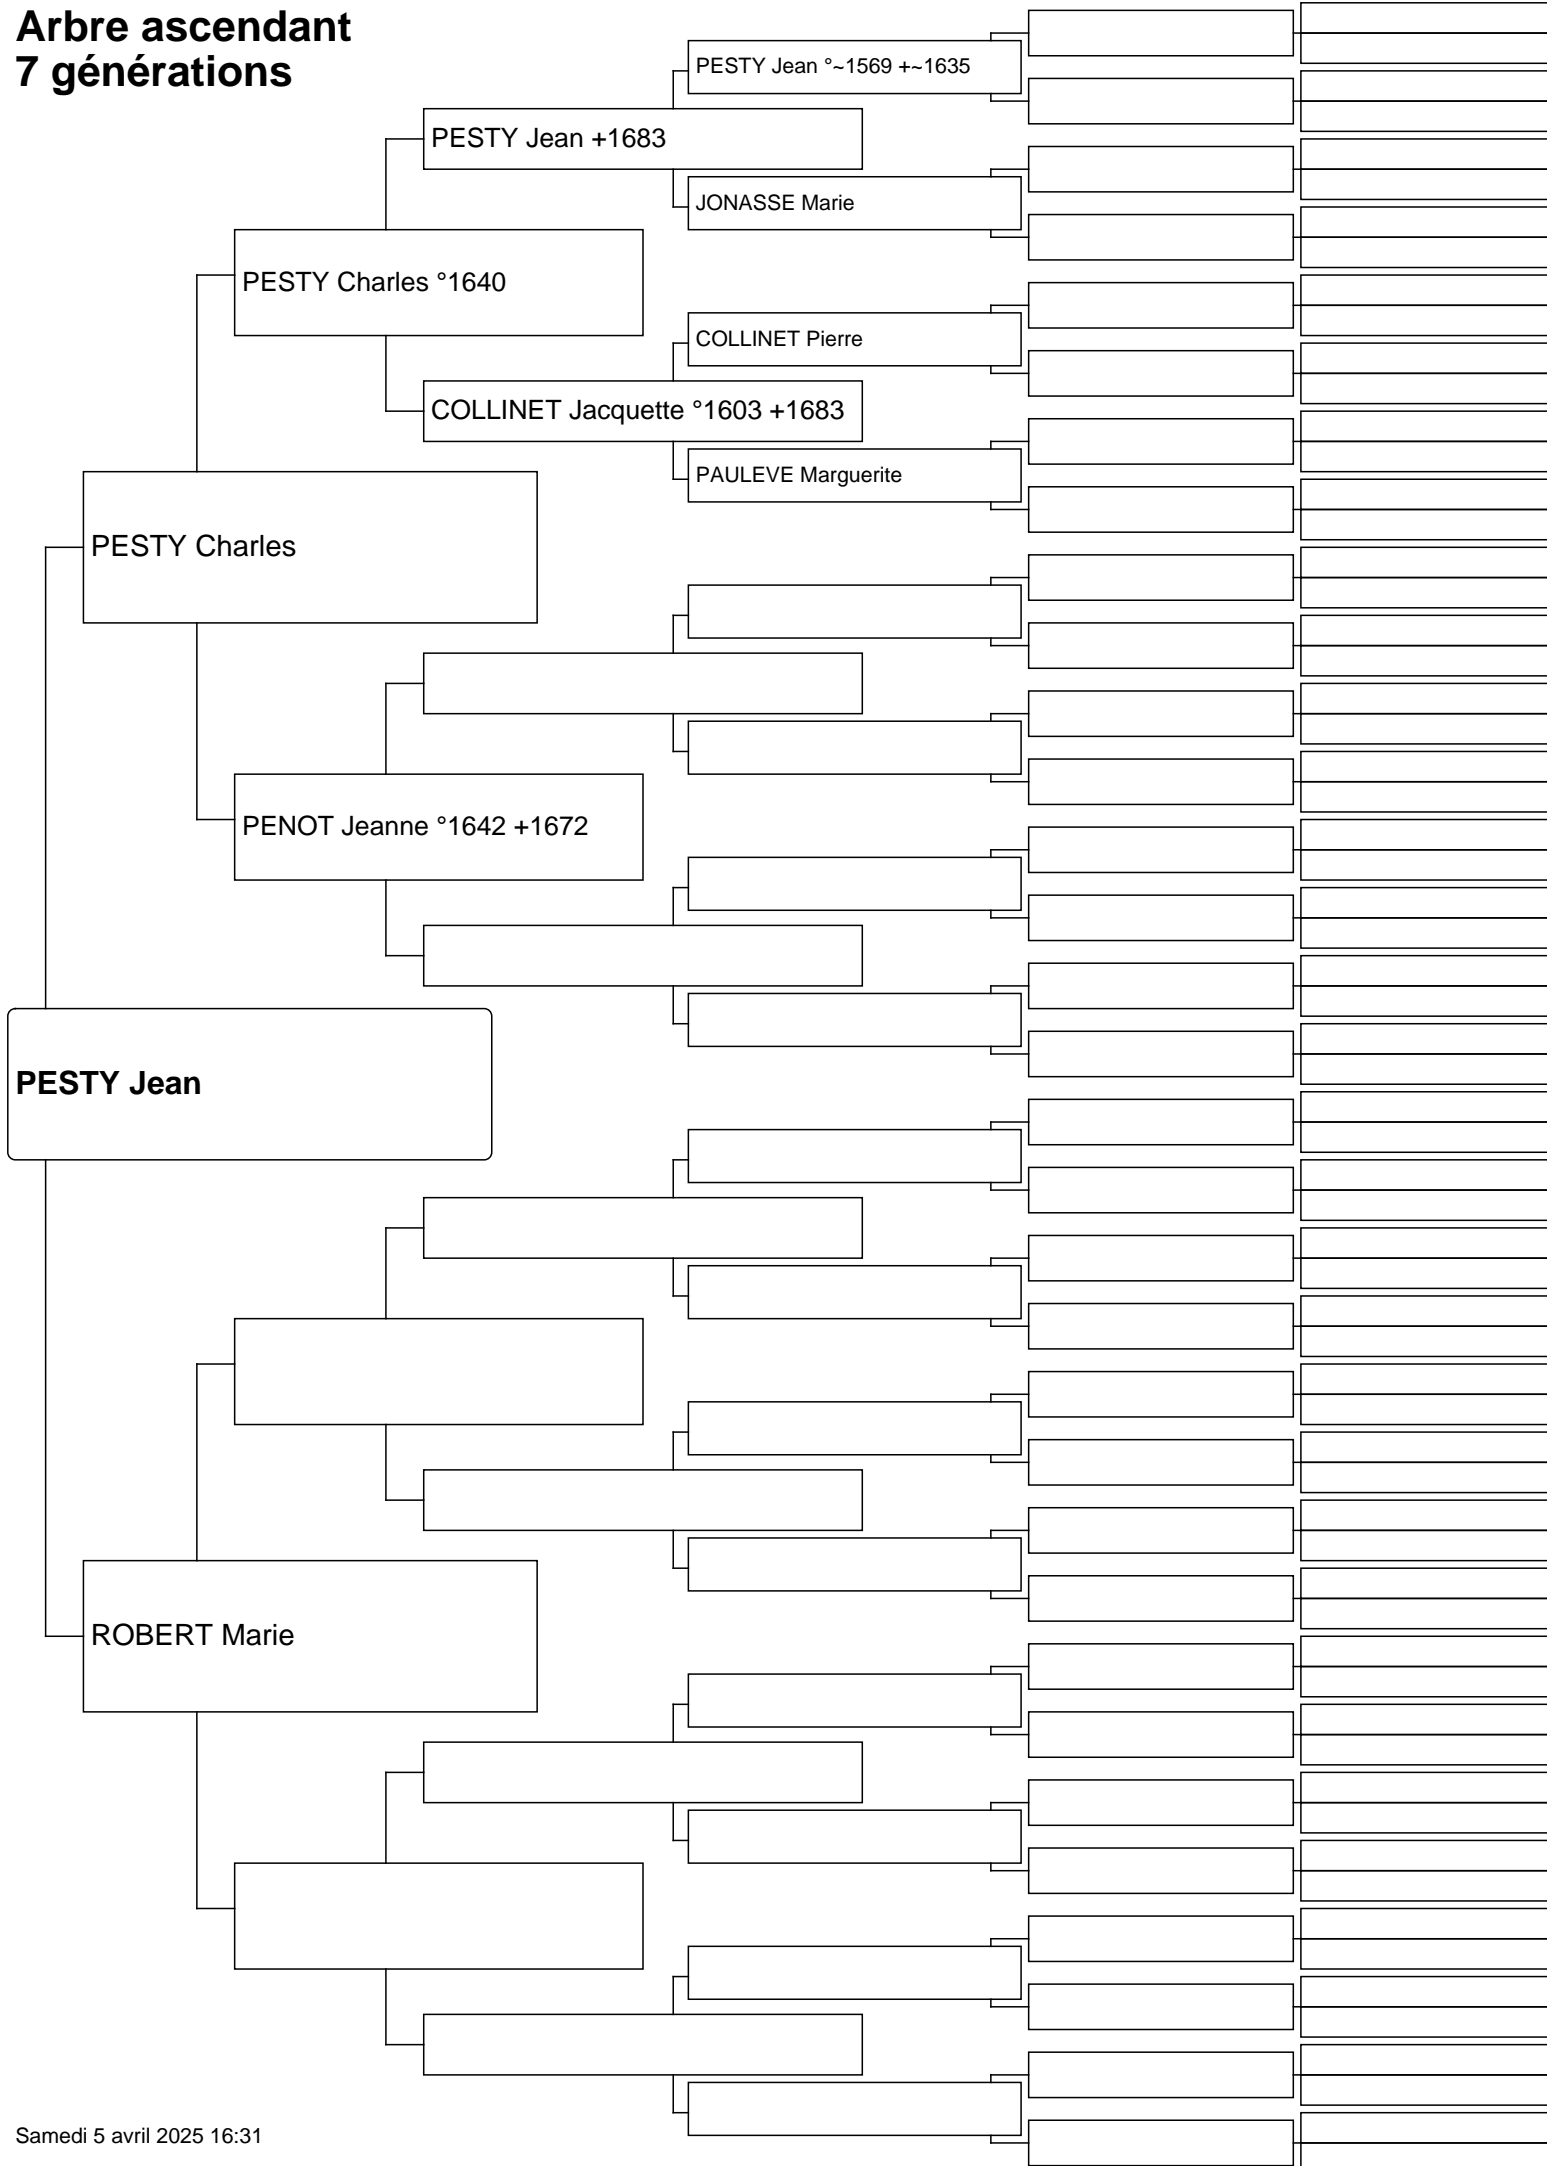 Arbre ascendant
7 générations
PESTY Jean °~1569 +~1635
PESTY Jean +1683
JONASSE Marie
PESTY Charles °1640
COLLINET Pierre
COLLINET Jacquette °1603 +1683
PAULEVE Marguerite
PESTY Charles
PENOT Jeanne °1642 +1672
PESTY Jean
ROBERT Marie
Samedi 5 avril 2025 16:31